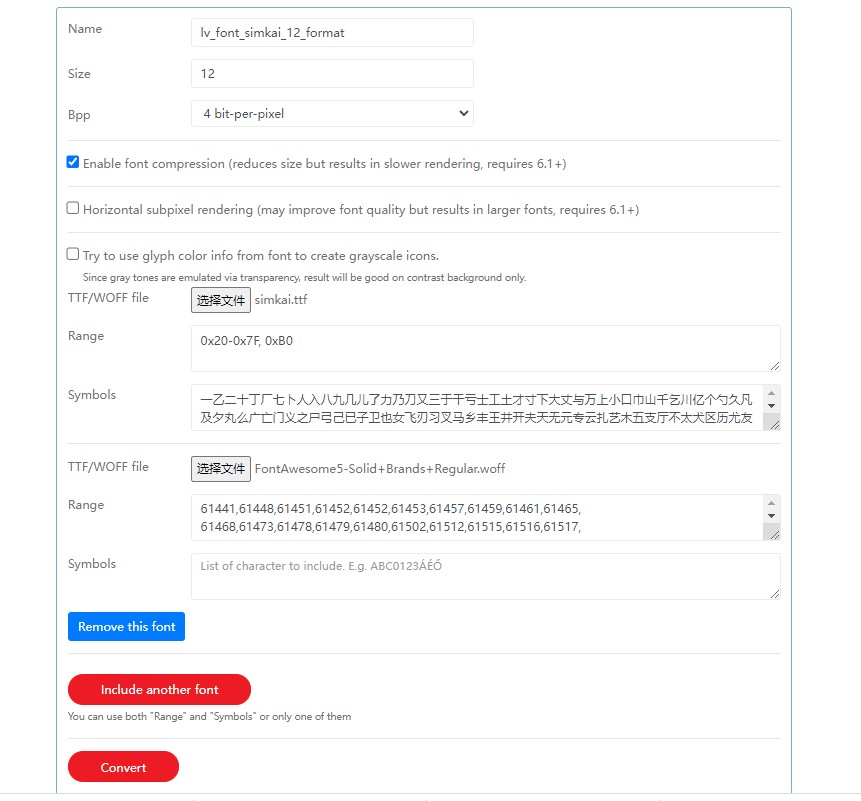 Name
lv_font_simkai_12_format
Size
12
Bpp
4 bit-per-pixel
Enable font compression (reduces size but results in slower rendering, requires 6.1+)
Horizontal subpixel rendering (may improve font quality but results in larger fonts, requires 6.1+)
Try to use glyph color info from font to create grayscale icons.
Since gray tones are emulated via transparency, result will be good on contrast background only.
TTF/WOFF file
选择文件 simkai.ttf
Range
0x20-0x7F, 0xB0
Symbols
一乙二十丁厂七卜人入八九几儿了力乃刀又三于干亏士工土才寸下大丈与万上小口巾山千乞川亿个勺久凡
及夕丸么广亡门义之尸弓己已子卫也女飞刃习叉马乡丰王井开夫天无元专云扎艺木五支厅不太犬区历尤友
TTF/WOFF file
选择文件 FontAwesome5-Solid+Brands+Regular.woff
Range
61441,61448,61451,61452,61452,61453,61457,61459,61461,61465,
61468,61473,61478,61479,61480,61502,61512,61515,61516,61517,
Symbols
List of character to include. E.g. ABC0123ÁÉŐ
Remove this font
Include another font
You can use both "Range" and "Symbols" or only one of them
Convert